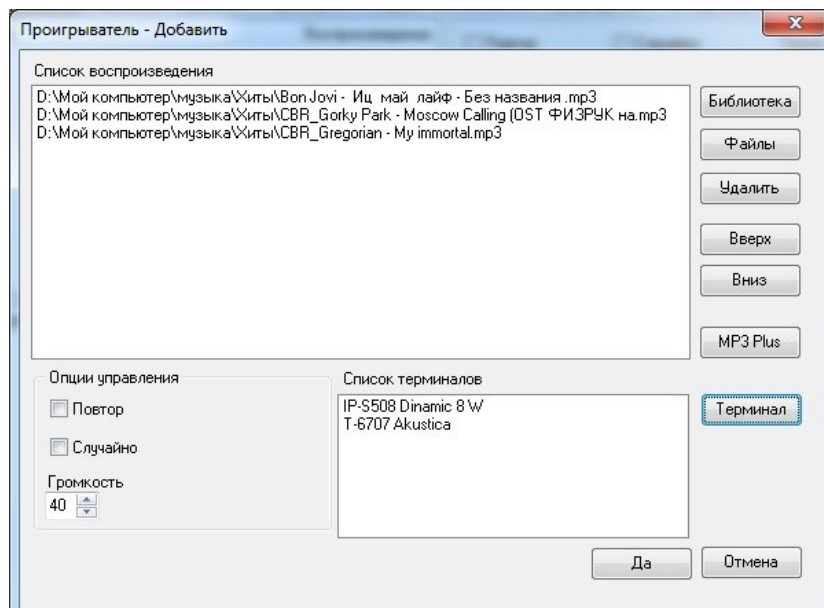 Проигрыватель - Добавить
Список воспроизведения
D:\Мой компьютер\музыка\Хиты\Bon Jovi - Иц май лайф - Без названия .mp3
D:\Мой компьютер\музыка\Хиты\CBR_Gorky Park - Moscow Calling (OST ФИЗРУК на.mp3
D:\Мой компьютер\музыка\Хиты\CBR_Gregorian - My immortal.mp3
Библиотека
Файлы
Удалить
Вверх
Вниз
MP3 Plus
Опции управления
Повтор
Случайно
Громкость
40
Список терминалов
IP-S508 Dinamic 8 W
T-6707 Akustica
Терминал
Да
Отмена